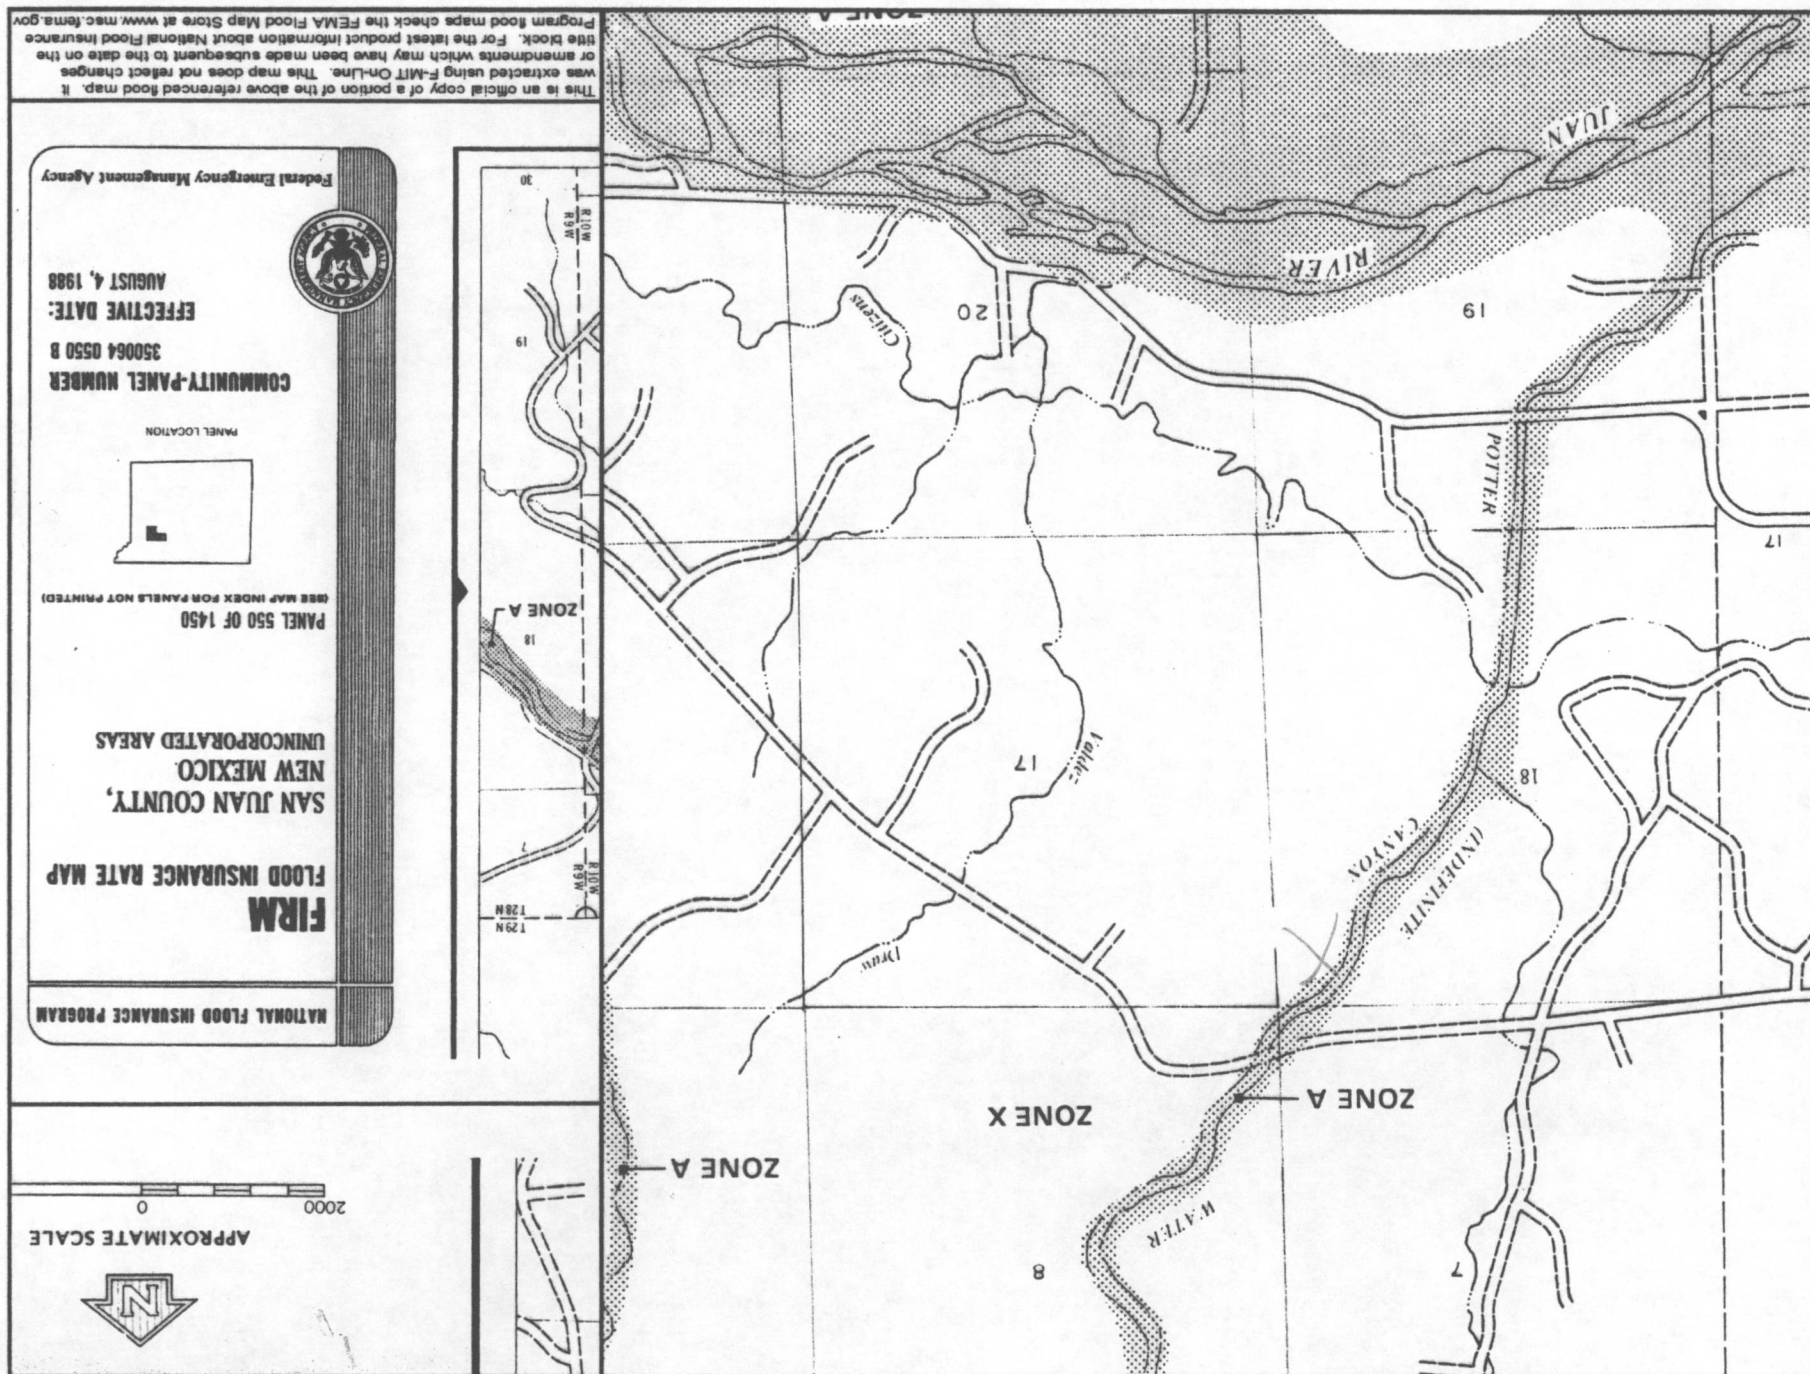 APPROXIMATE SCALE
2000 0
N
NATIONAL FLOOD INSURANCE PROGRAM
FIRM
FLOOD INSURANCE RATE MAP
SAN JUAN COUNTY,
NEW MEXICO
UNINCORPORATED AREAS
PANEL 550 OF 1450
(SEE MAP INDEX FOR PANELS NOT PRINTED)
PANEL LOCATION
COMMUNITY-PANEL NUMBER
350064 0550 B
EFFECTIVE DATE:
AUGUST 4, 1988
Federal Emergency Management Agency
This is an official copy of a portion of the above referenced flood map. It
was extracted using F-MIT On-Line. This map does not reflect changes
or amendments which may have been made subsequent to the date on the
title block. For the latest product information about National Flood Insurance
Program flood maps check the FEMA Flood Map Store at www.msc.fema.gov
7
8
WATER
ZONE A
ZONE A
ZONE X
Draw
(INDEFINITE
CANYON
18
17
Valdez
17
POTTER
19
20
Citizens
RIVER
JUAN
ZONE A
T29N
T28N
R10W
R9W
7
18
ZONE A
19
R10W
R9W
30